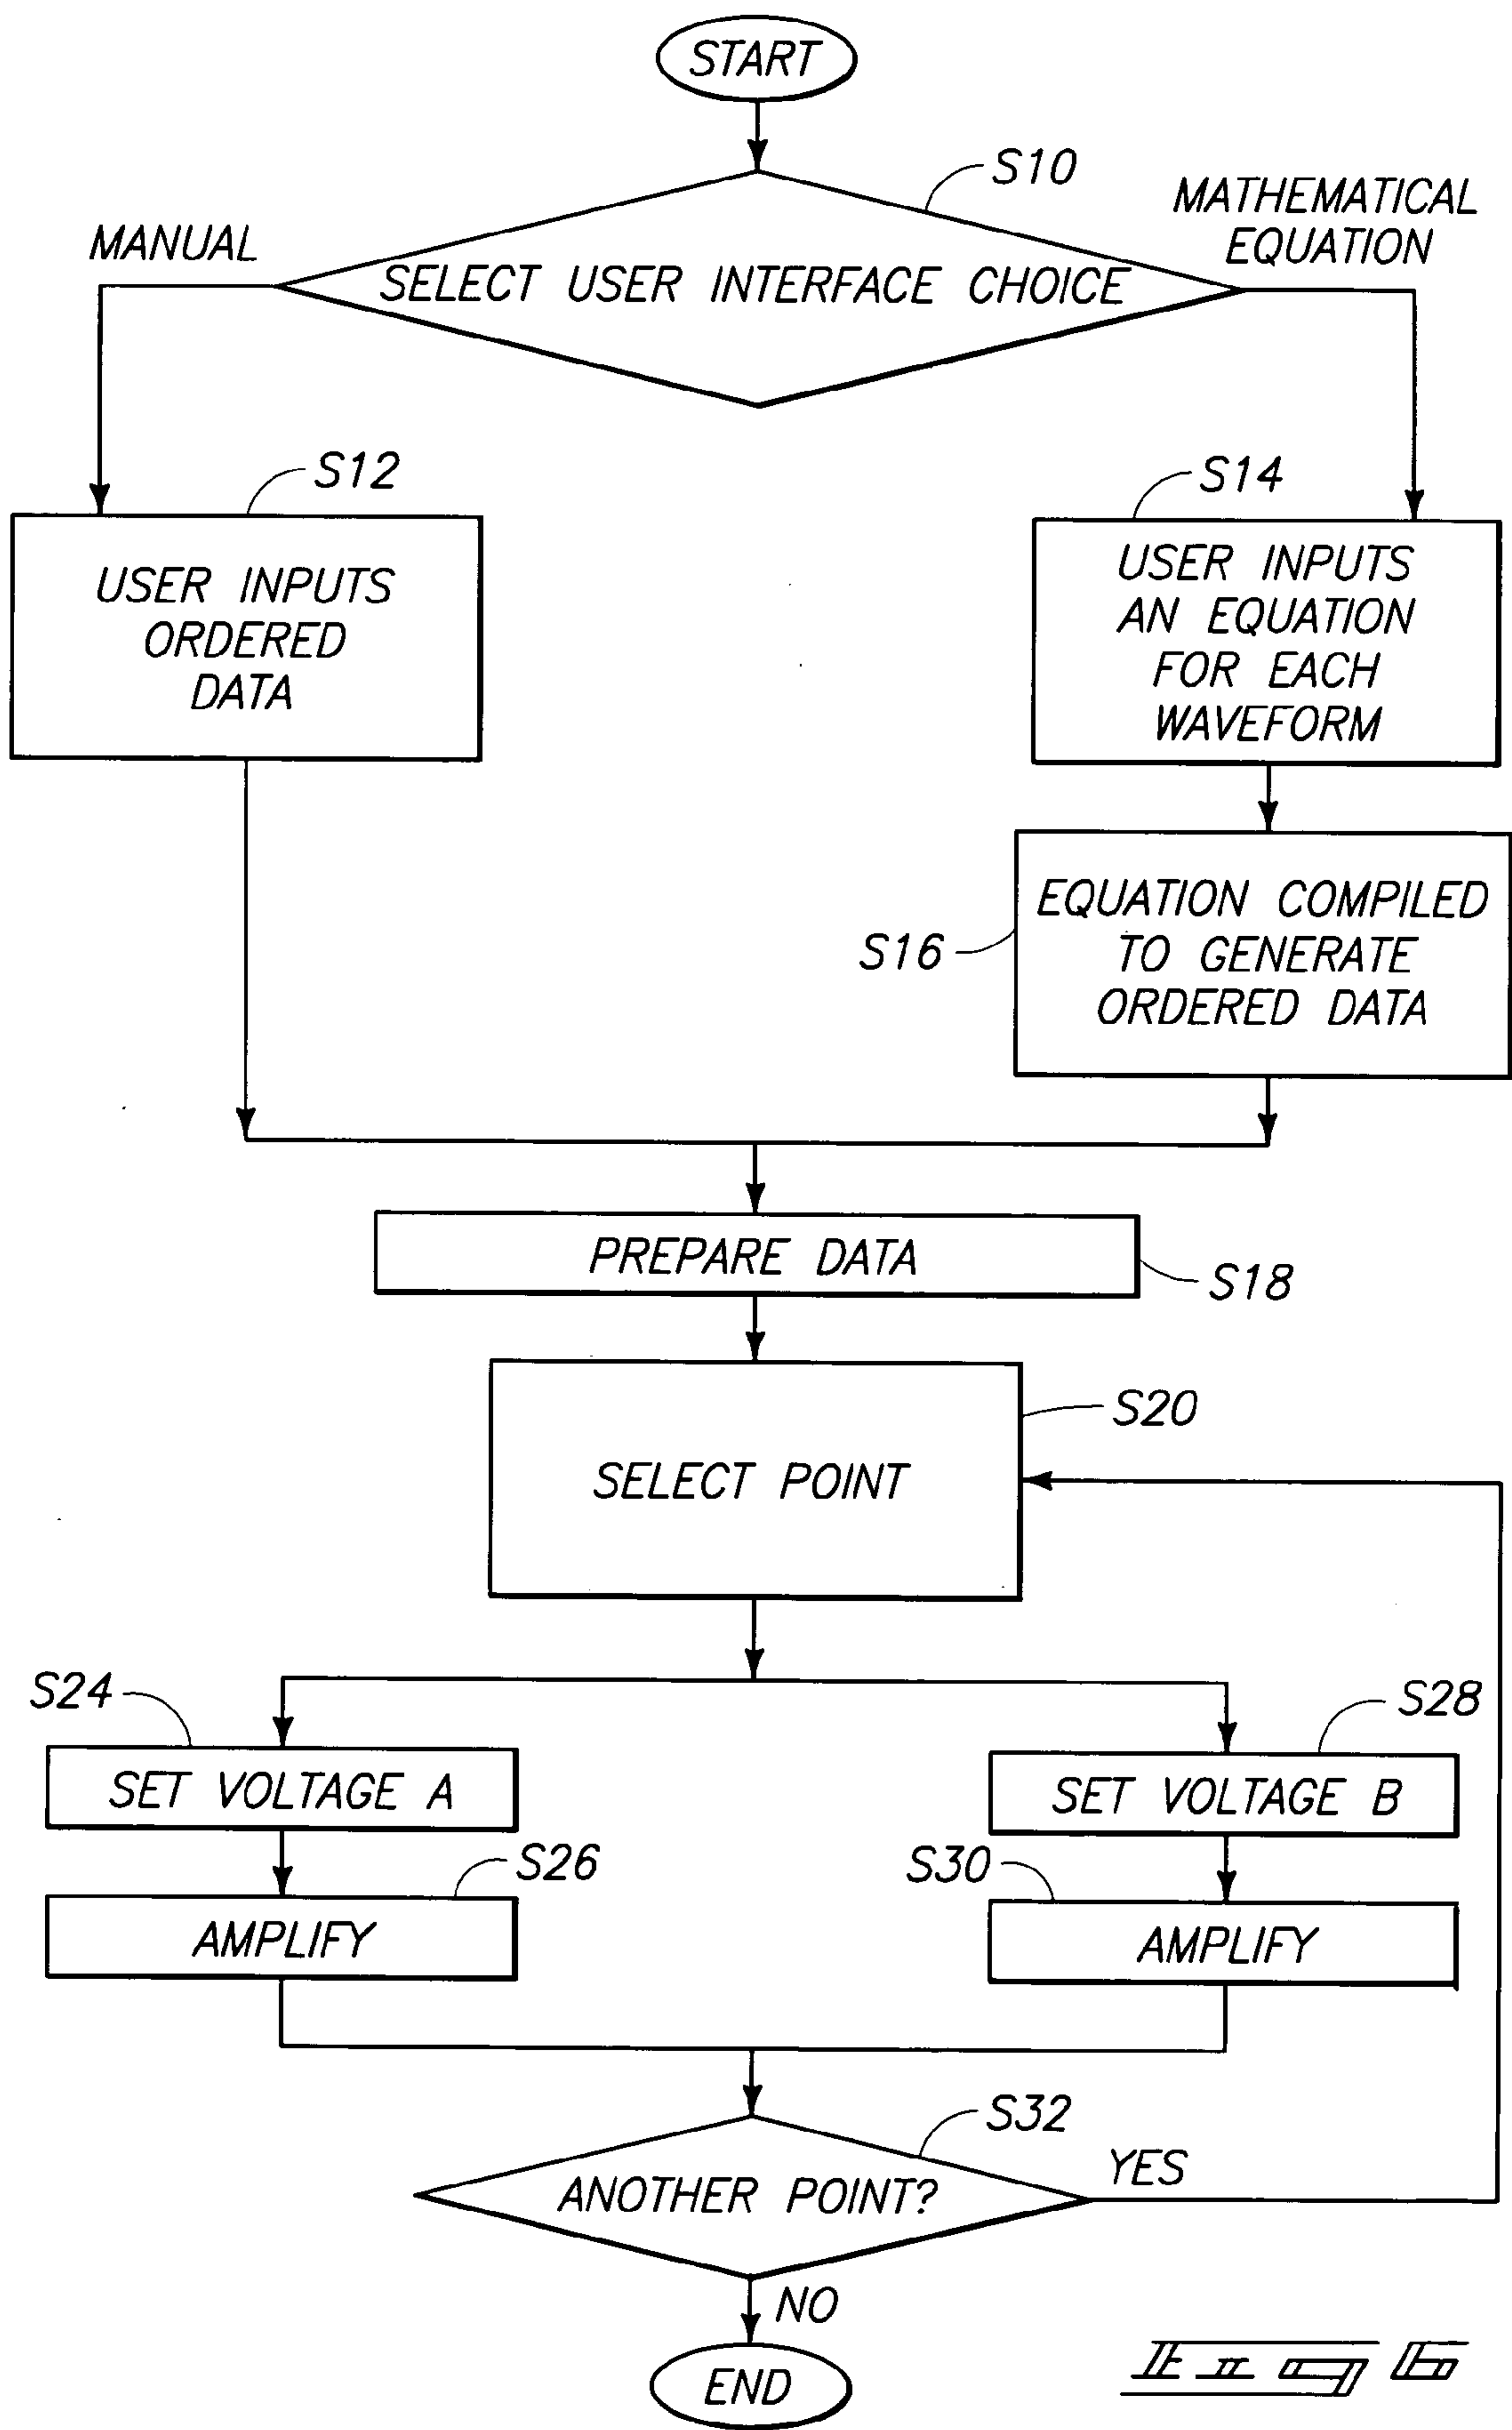 START
S10
MATHEMATICAL
EQUATION
MANUAL
SELECT USER INTERFACE CHOICE
S12
S14
USER INPUTS
ORDERED
DATA
USER INPUTS
AN EQUATION
FOR EACH
WAVEFORM
S16
EQUATION COMPILED
TO GENERATE
ORDERED DATA
PREPARE DATA
S18
S20
SELECT POINT
S24
S28
SET VOLTAGE A
SET VOLTAGE B
S26
S30
AMPLIFY
AMPLIFY
S32
ANOTHER POINT?
YES
NO
END
Fig 6